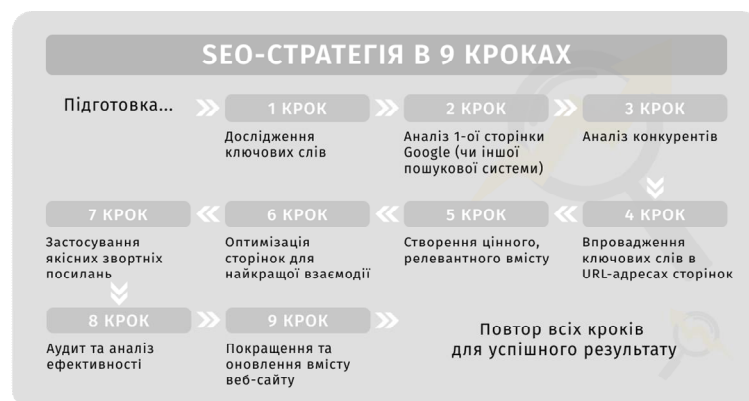 SEO-СТРАТЕГІЯ В 9 КРОКАХ
Підготовка...
1 КРОК
Дослідження
ключових слів
2 КРОК
Аналіз 1-ої сторінки
Google (чи іншої
пошукової системи)
3 КРОК
Аналіз конкурентів
4 КРОК
Впровадження
ключових слів в
URL-адресах сторінок
5 КРОК
Створення цінного,
релевантного вмісту
6 КРОК
Оптимізація
сторінок для
найкращої взаємодії
7 КРОК
Застосування
якісних звортніх
посилань
8 КРОК
Аудит та аналіз
ефективності
9 КРОК
Покращення та
оновлення вмісту
веб-сайту
Повтор всіх кроків
для успішного результату